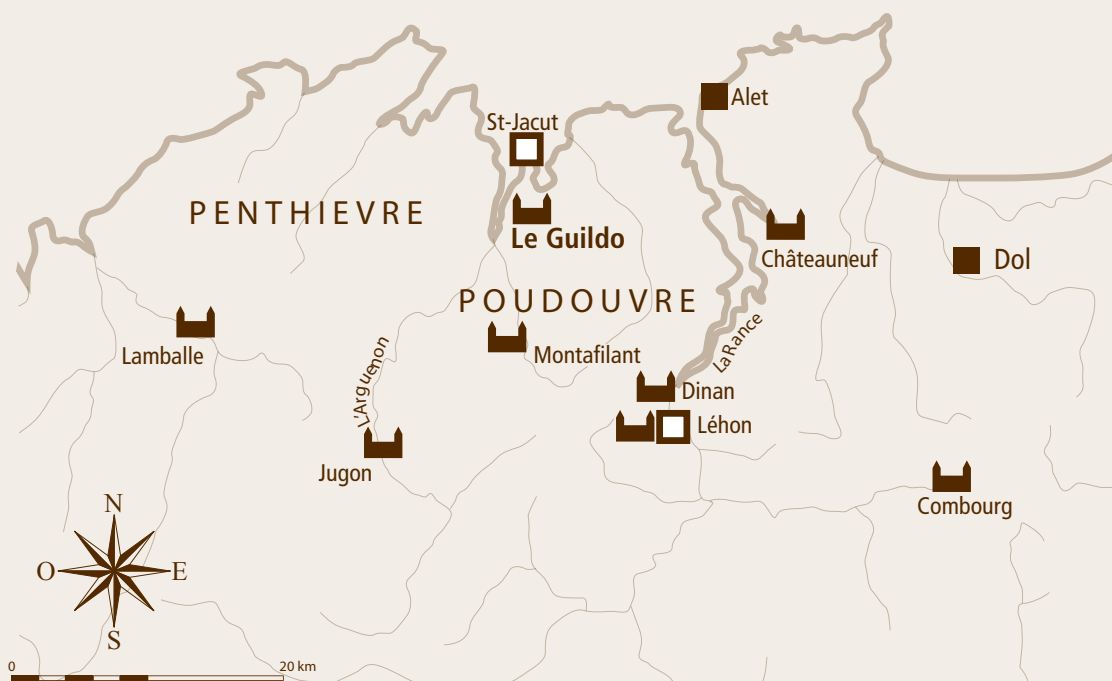 Alet
St-Jacut
PENTHIEVRE
Le Guildo
Châteauneuf
Dol
POUDOUVRE
Lamballe
L'Arguenon
Montafilant
La Rance
Dinan
Léhon
Jugon
Combourg
N
O
E
S
0
20 km